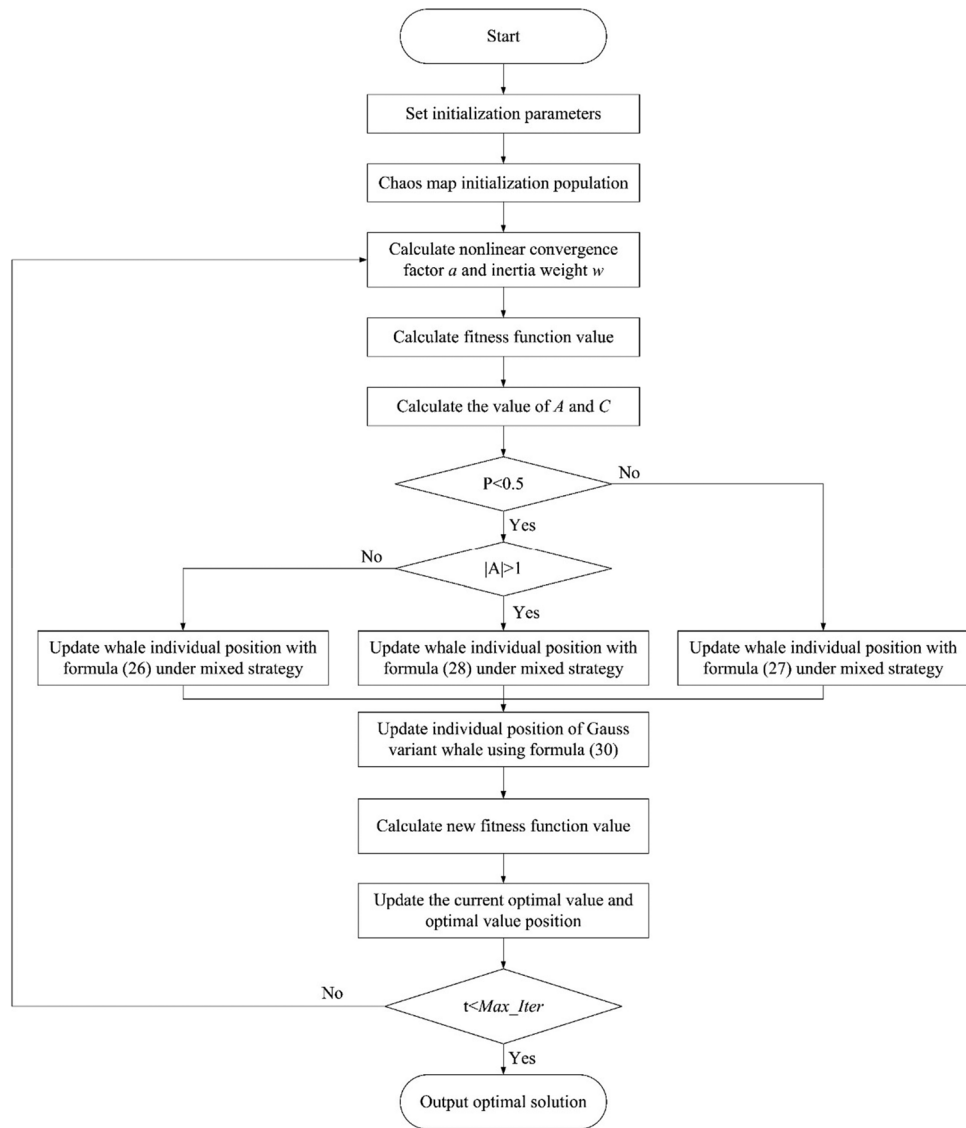 Start
Set initialization parameters
Chaos map initialization population
Calculate nonlinear convergence
factor a and inertia weight w
Calculate fitness function value
Calculate the value of A and C
P<0.5
No
Yes
No
|A|>1
Yes
Update whale individual position with
formula (26) under mixed strategy
Update whale individual position with
formula (28) under mixed strategy
Update whale individual position with
formula (27) under mixed strategy
Update individual position of Gauss
variant whale using formula (30)
Calculate new fitness function value
Update the current optimal value and
optimal value position
No
t<Max_Iter
Yes
Output optimal solution